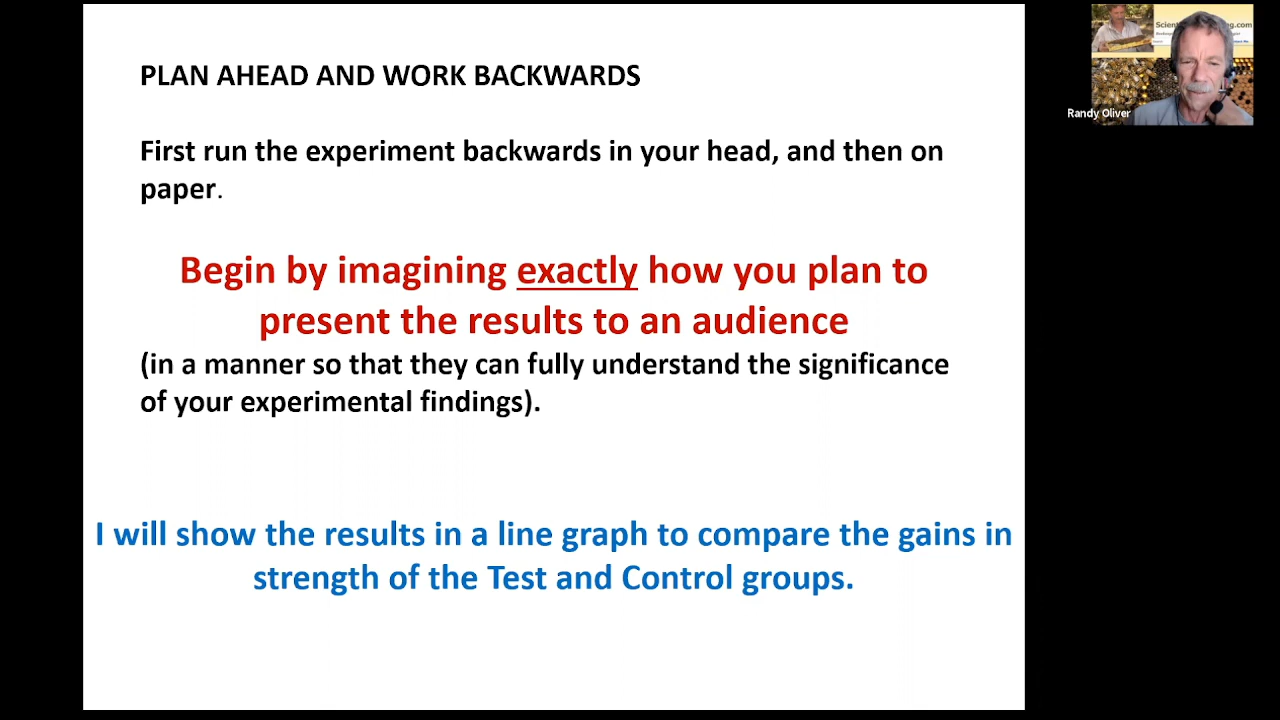 PLAN AHEAD AND WORK BACKWARDS
First run the experiment backwards in your head, and then on
paper.
Begin by imagining exactly how you plan to
present the results to an audience
(in a manner so that they can fully understand the significance
of your experimental findings).
I will show the results in a line graph to compare the gains in
strength of the Test and Control groups.
Randy Oliver